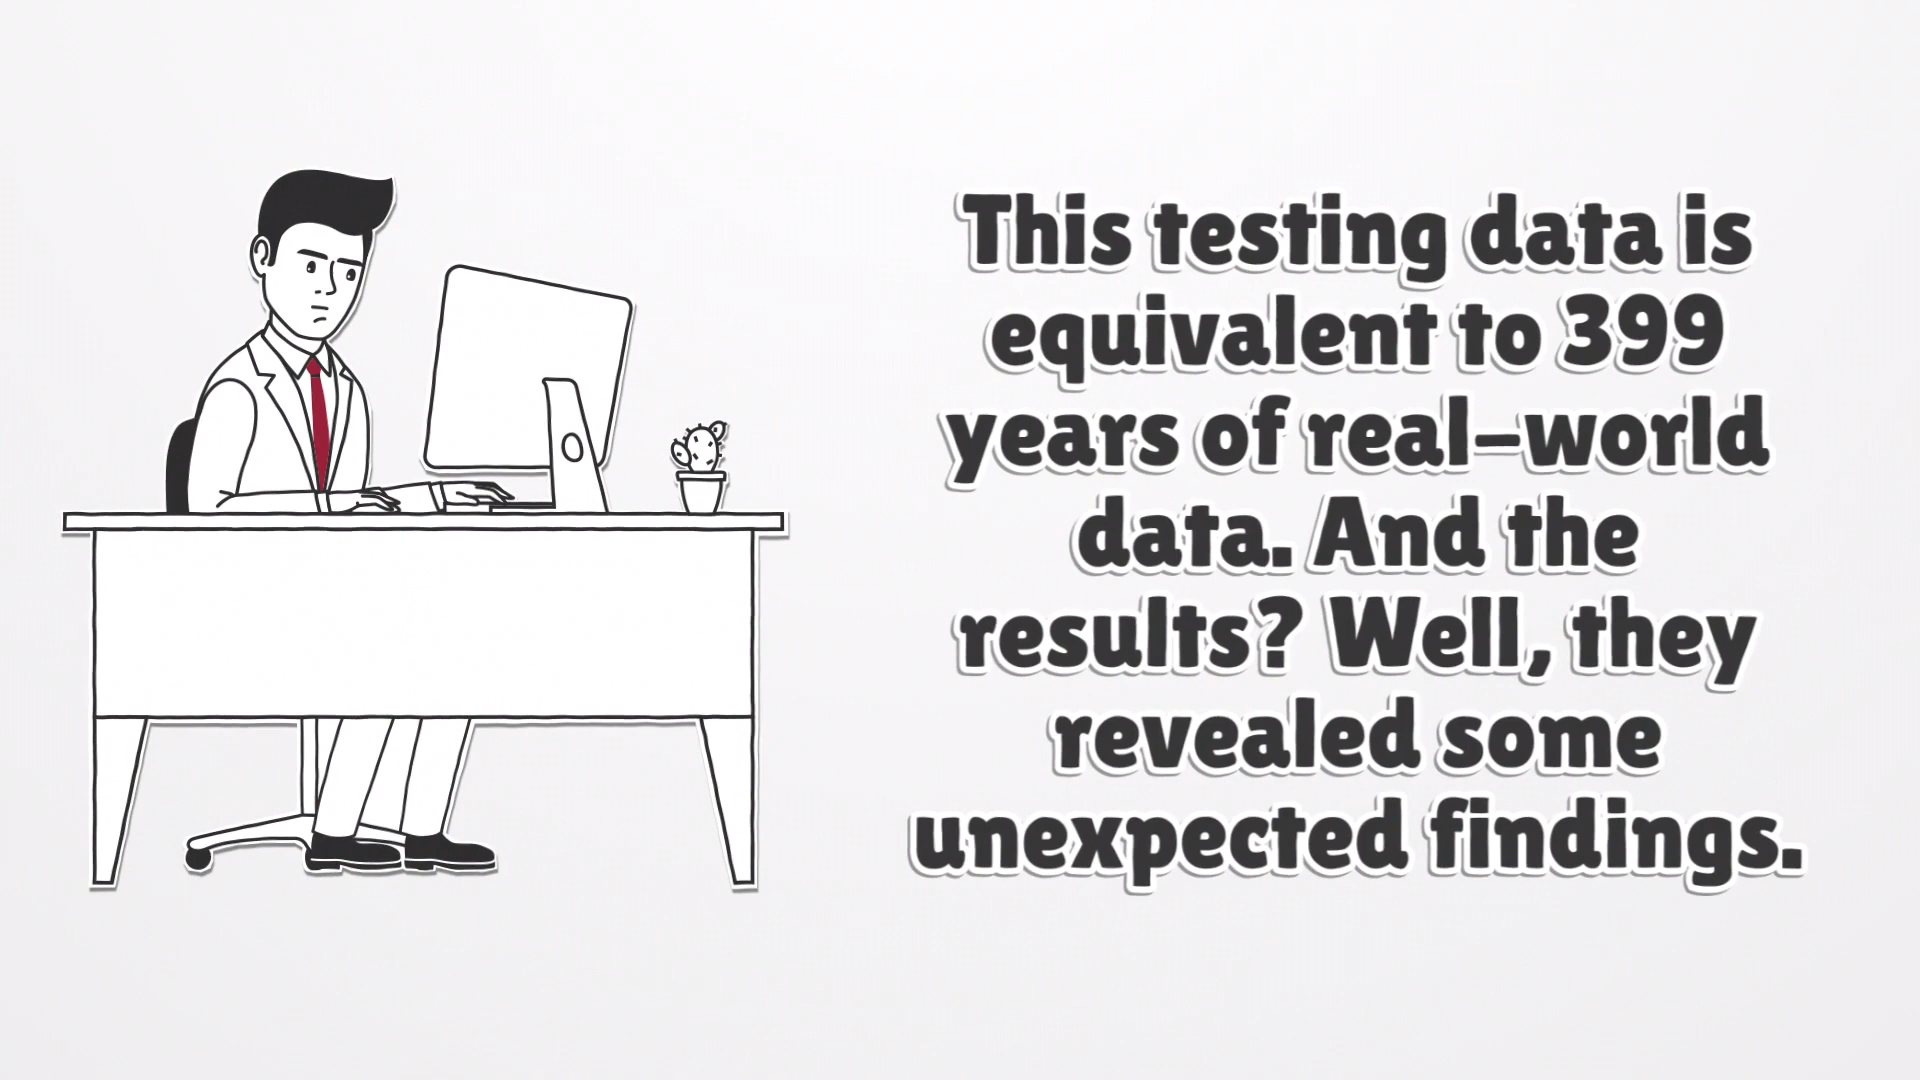 This testing data is
equivalent to 399
years of real-world
data. And the
results? Well, they
revealed some
unexpected findings.